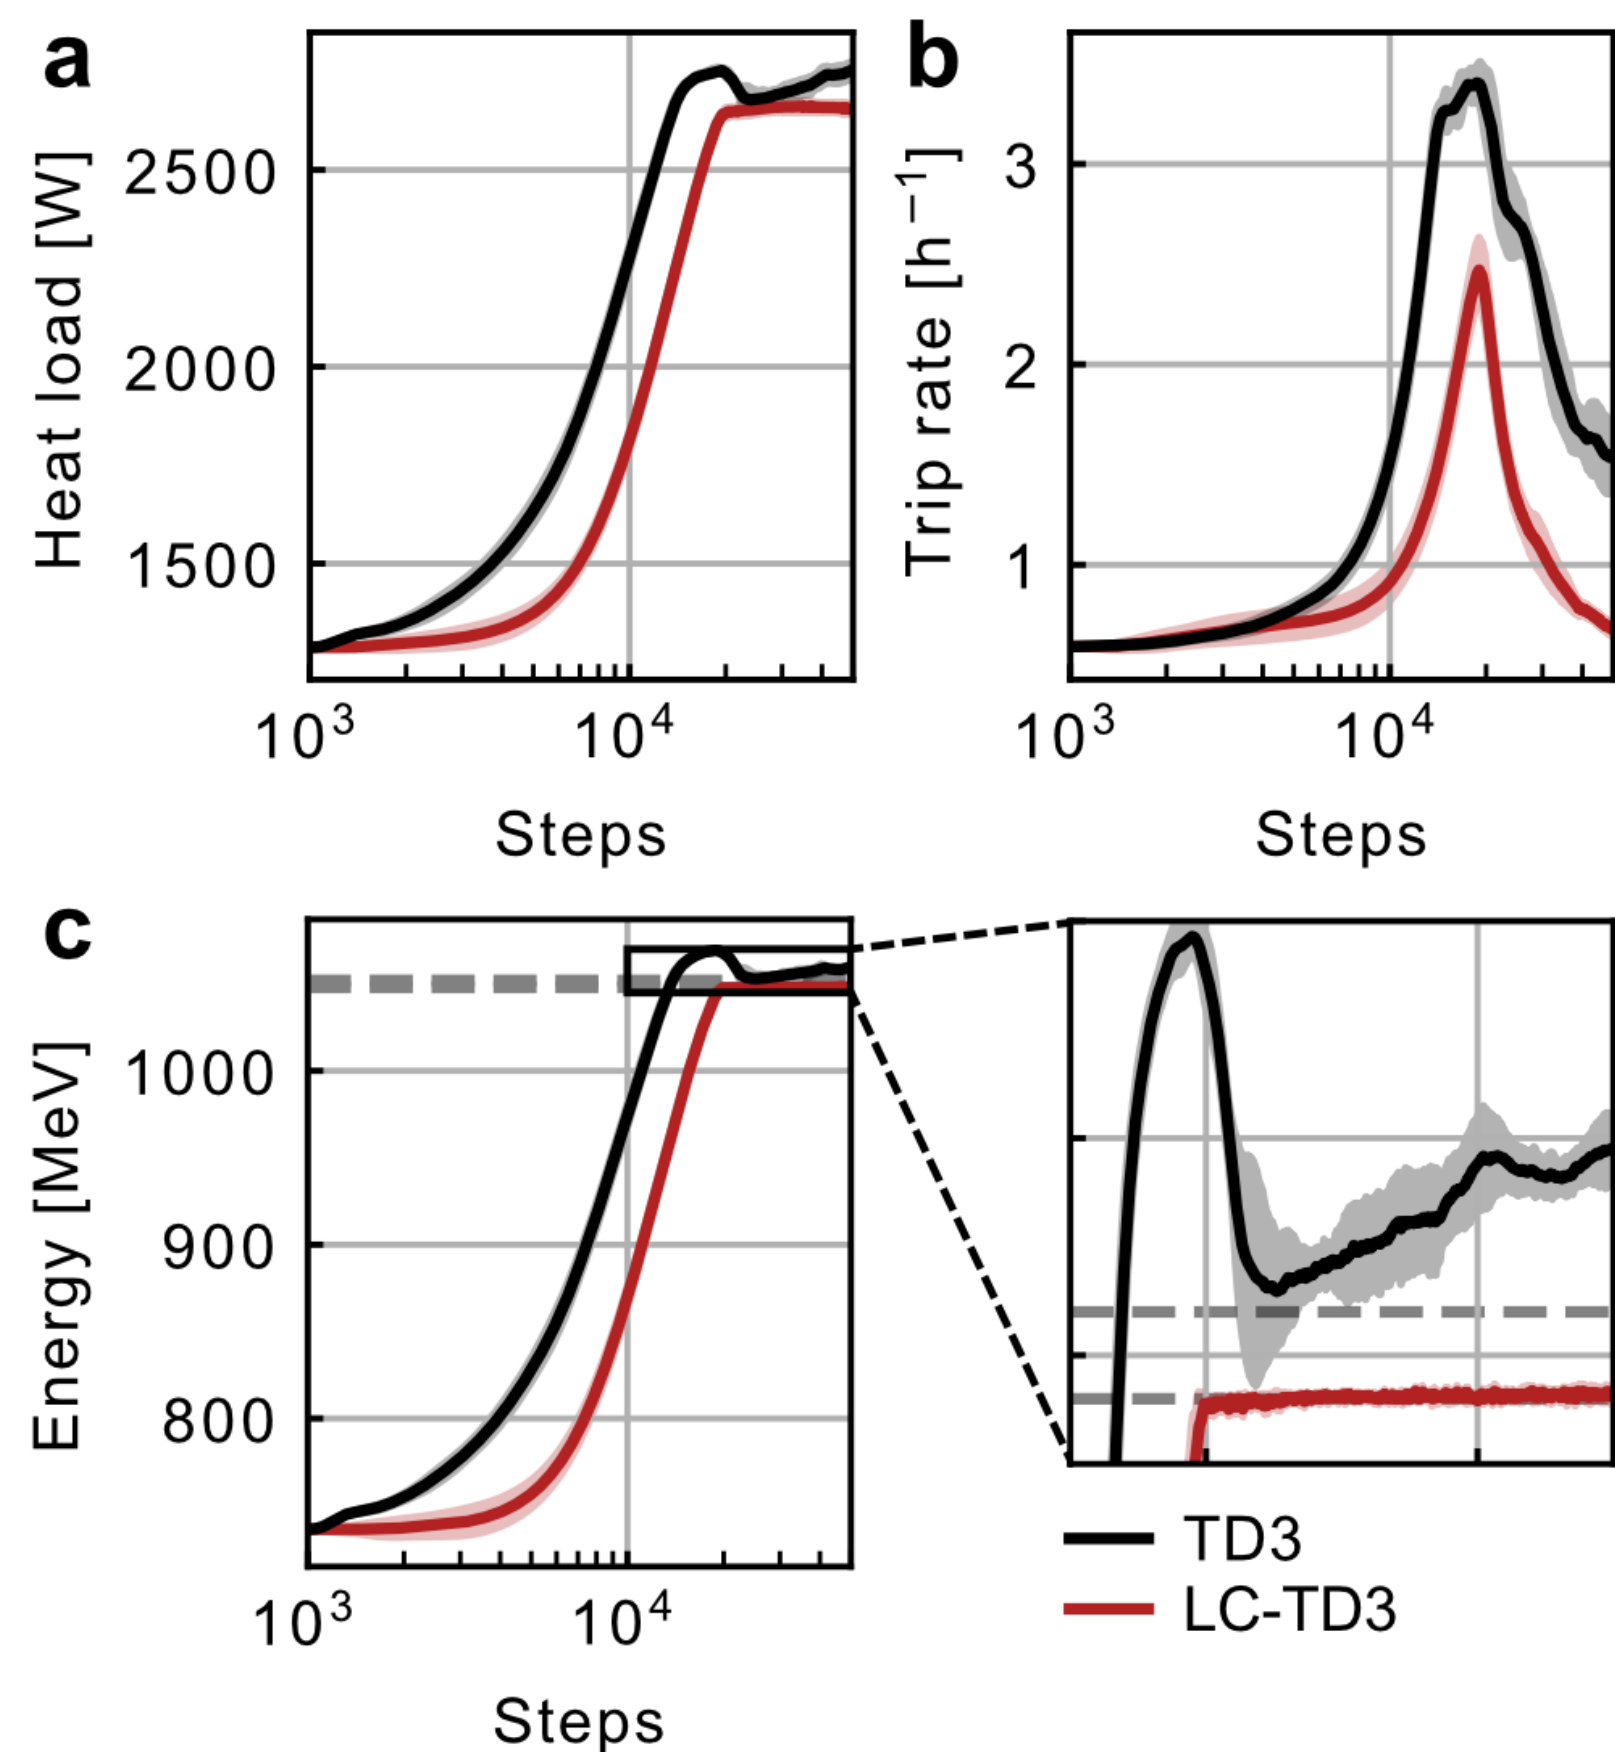 a
Heat load [W]
2500
2000
1500
10³
10⁴
Steps
b
Trip rate [h⁻¹]
3
2
1
10³
10⁴
Steps
c
Energy [MeV]
1000
900
800
10³
10⁴
Steps
TD3
LC-TD3